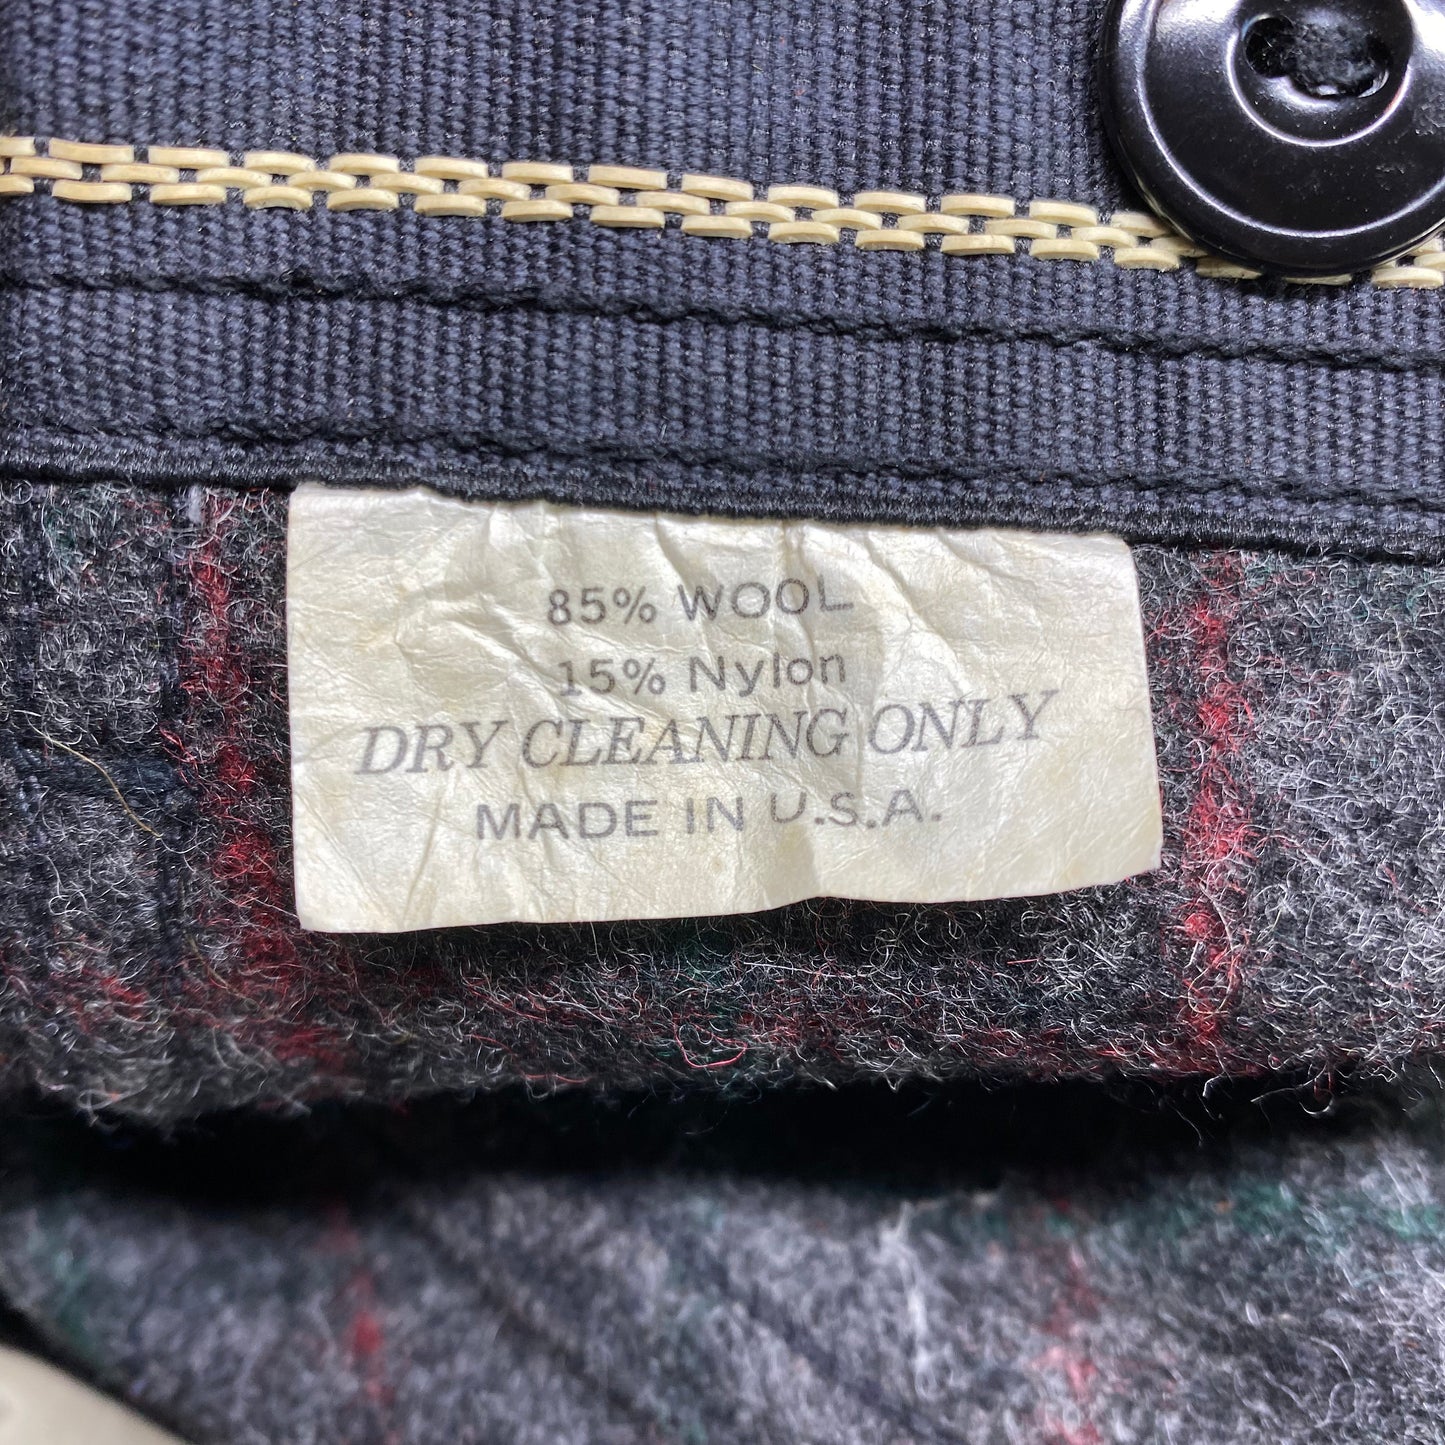 85% WOOL
15% Nylon
DRY CLEANING ONLY
MADE IN U.S.A.